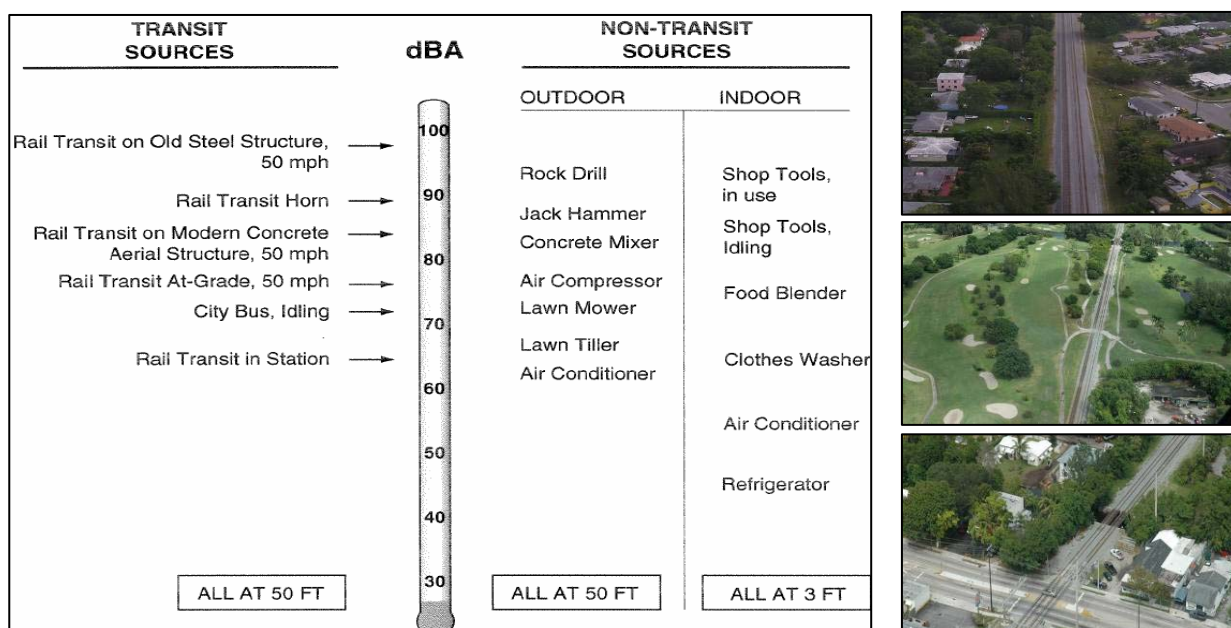 TRANSIT
SOURCES
Rail Transit on Old Steel Structure,
50 mph
Rail Transit Horn
Rail Transit on Modern Concrete
Aerial Structure, 50 mph
Rail Transit At-Grade, 50 mph
City Bus, Idling
Rail Transit in Station
ALL AT 50 FT
dBA
100
90
80
70
60
50
40
30
NON-TRANSIT
SOURCES
OUTDOOR
Rock Drill
Jack Hammer
Concrete Mixer
Air Compressor
Lawn Mower
Lawn Tiller
Air Conditioner
ALL AT 50 FT
INDOOR
Shop Tools,
in use
Shop Tools,
Idling
Food Blender
Clothes Washer
Air Conditioner
Refrigerator
ALL AT 3 FT